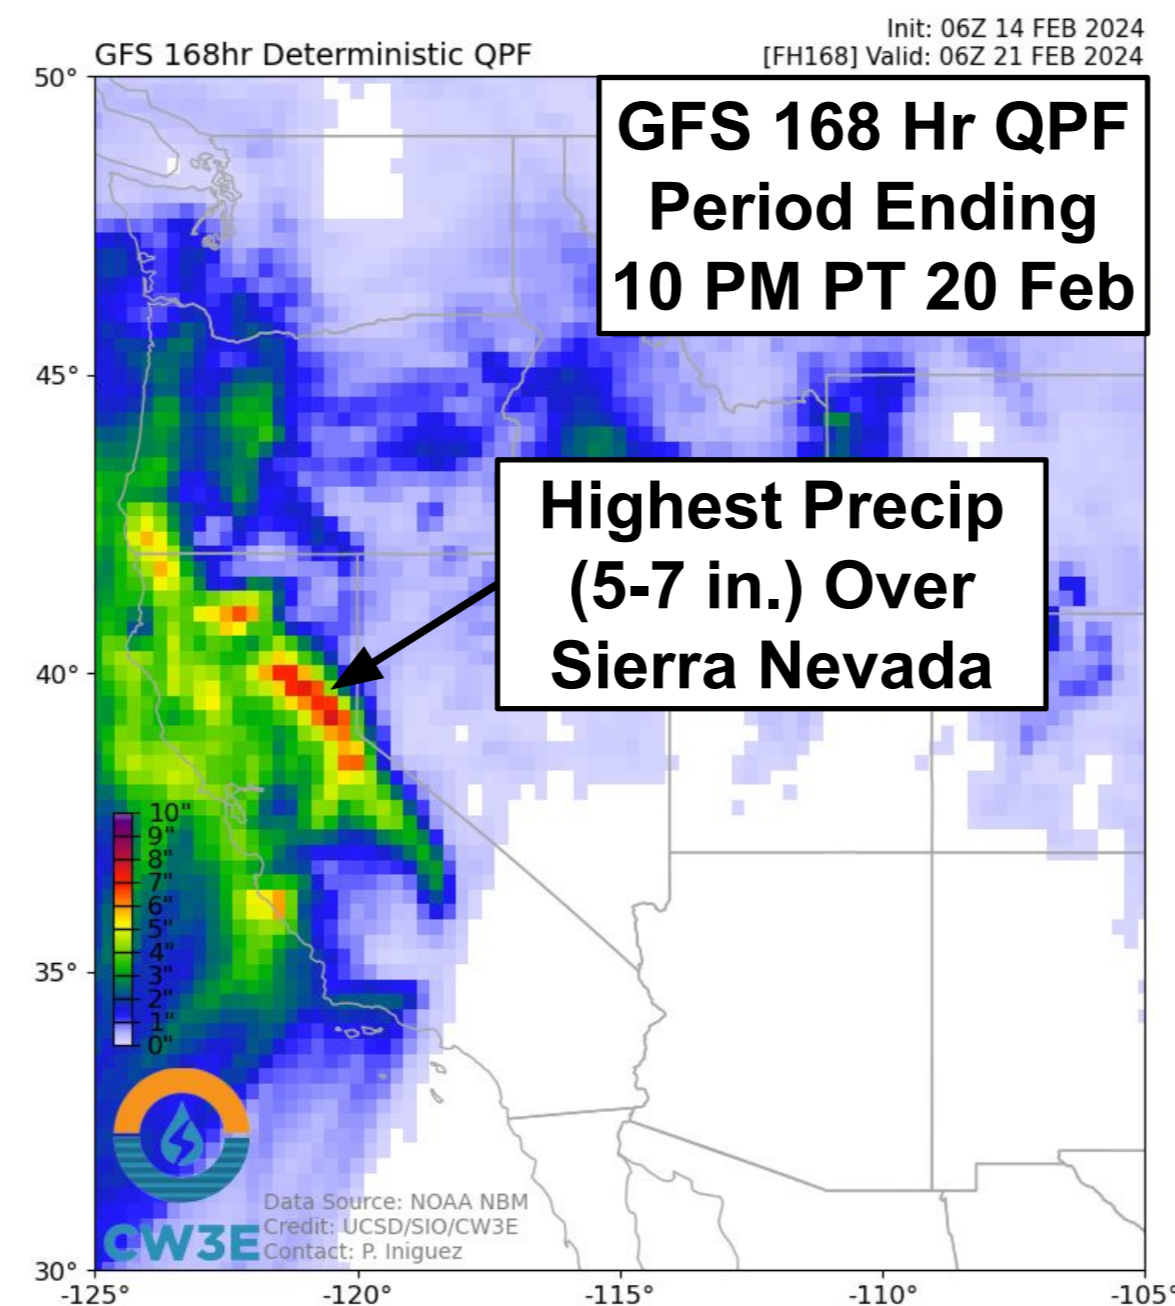 GFS 168hr Deterministic QPF
Init: 06Z 14 FEB 2024
[FH168] Valid: 06Z 21 FEB 2024
50°
GFS 168 Hr QPF
Period Ending
10 PM PT 20 Feb
45°
Highest Precip
(5-7 in.) Over
Sierra Nevada
40°
10"
9"
8"
7"
6"
5"
4"
3"
2"
1"
0"
35°
Data Source: NOAA NBM
Credit: UCSD/SIO/CW3E
Contact: P. Iniguez
CW3E
30°
-125°
-120°
-115°
-110°
-105°